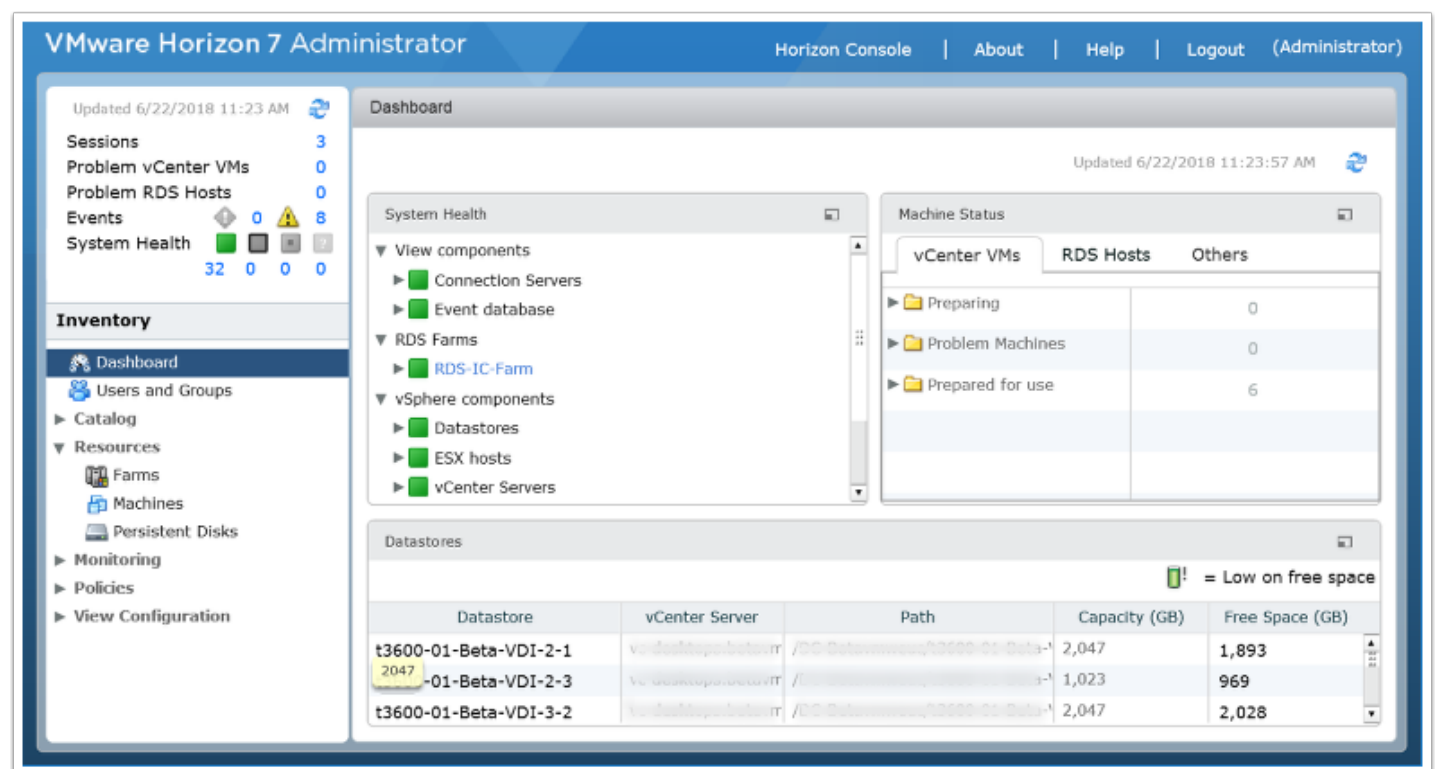 VMware Horizon 7 Administrator
Horizon Console | About | Help | Logout (Administrator)
Updated 6/22/2018 11:23 AM
Sessions 3
Problem vCenter VMs 0
Problem RDS Hosts 0
Events 0 8
System Health
32 0 0 0
Inventory
Dashboard
Users and Groups
Catalog
Resources
Farms
Machines
Persistent Disks
Monitoring
Policies
View Configuration
Dashboard
Updated 6/22/2018 11:23:57 AM
System Health
View components
Connection Servers
Event database
RDS Farms
RDS-IC-Farm
vSphere components
Datastores
ESX hosts
vCenter Servers
Machine Status
vCenter VMs RDS Hosts Others
Preparing 0
Problem Machines 0
Prepared for use 6
Datastores
! = Low on free space
Datastore vCenter Server Path Capacity (GB) Free Space (GB)
t3600-01-Beta-VDI-2-1 2,047 1,893
2047
-01-Beta-VDI-2-3 1,023 969
t3600-01-Beta-VDI-3-2 2,047 2,028